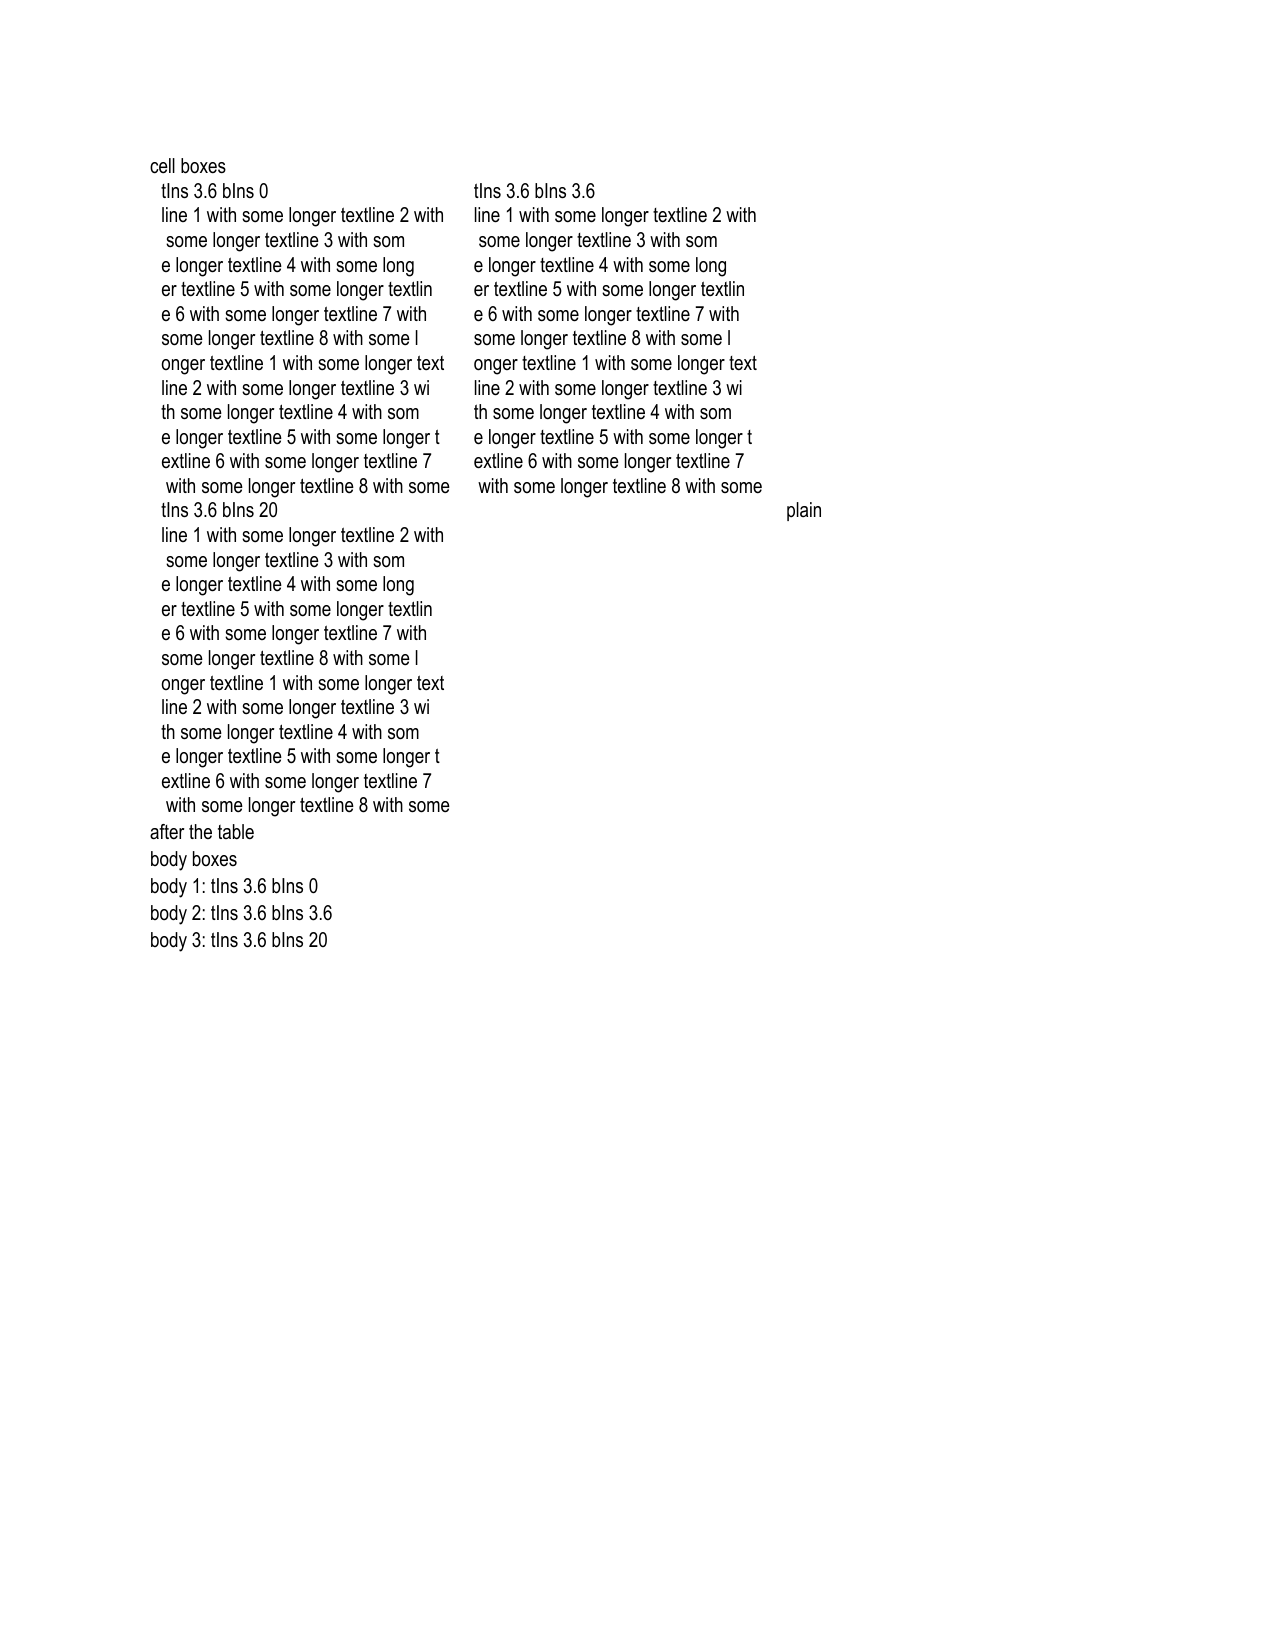 cell boxes
tIns 3.6 bIns 0
line 1 with some longer textline 2 with
some longer textline 3 with som
e longer textline 4 with some long
er textline 5 with some longer textlin
e 6 with some longer textline 7 with
some longer textline 8 with some l
onger textline 1 with some longer text
line 2 with some longer textline 3 wi
th some longer textline 4 with som
e longer textline 5 with some longer t
extline 6 with some longer textline 7
with some longer textline 8 with some
tIns 3.6 bIns 3.6
line 1 with some longer textline 2 with
some longer textline 3 with som
e longer textline 4 with some long
er textline 5 with some longer textlin
e 6 with some longer textline 7 with
some longer textline 8 with some l
onger textline 1 with some longer text
line 2 with some longer textline 3 wi
th some longer textline 4 with som
e longer textline 5 with some longer t
extline 6 with some longer textline 7
with some longer textline 8 with some
tIns 3.6 bIns 20
line 1 with some longer textline 2 with
some longer textline 3 with som
e longer textline 4 with some long
er textline 5 with some longer textlin
e 6 with some longer textline 7 with
some longer textline 8 with some l
onger textline 1 with some longer text
line 2 with some longer textline 3 wi
th some longer textline 4 with som
e longer textline 5 with some longer t
extline 6 with some longer textline 7
with some longer textline 8 with some
plain
after the table
body boxes
body 1: tIns 3.6 bIns 0
body 2: tIns 3.6 bIns 3.6
body 3: tIns 3.6 bIns 20